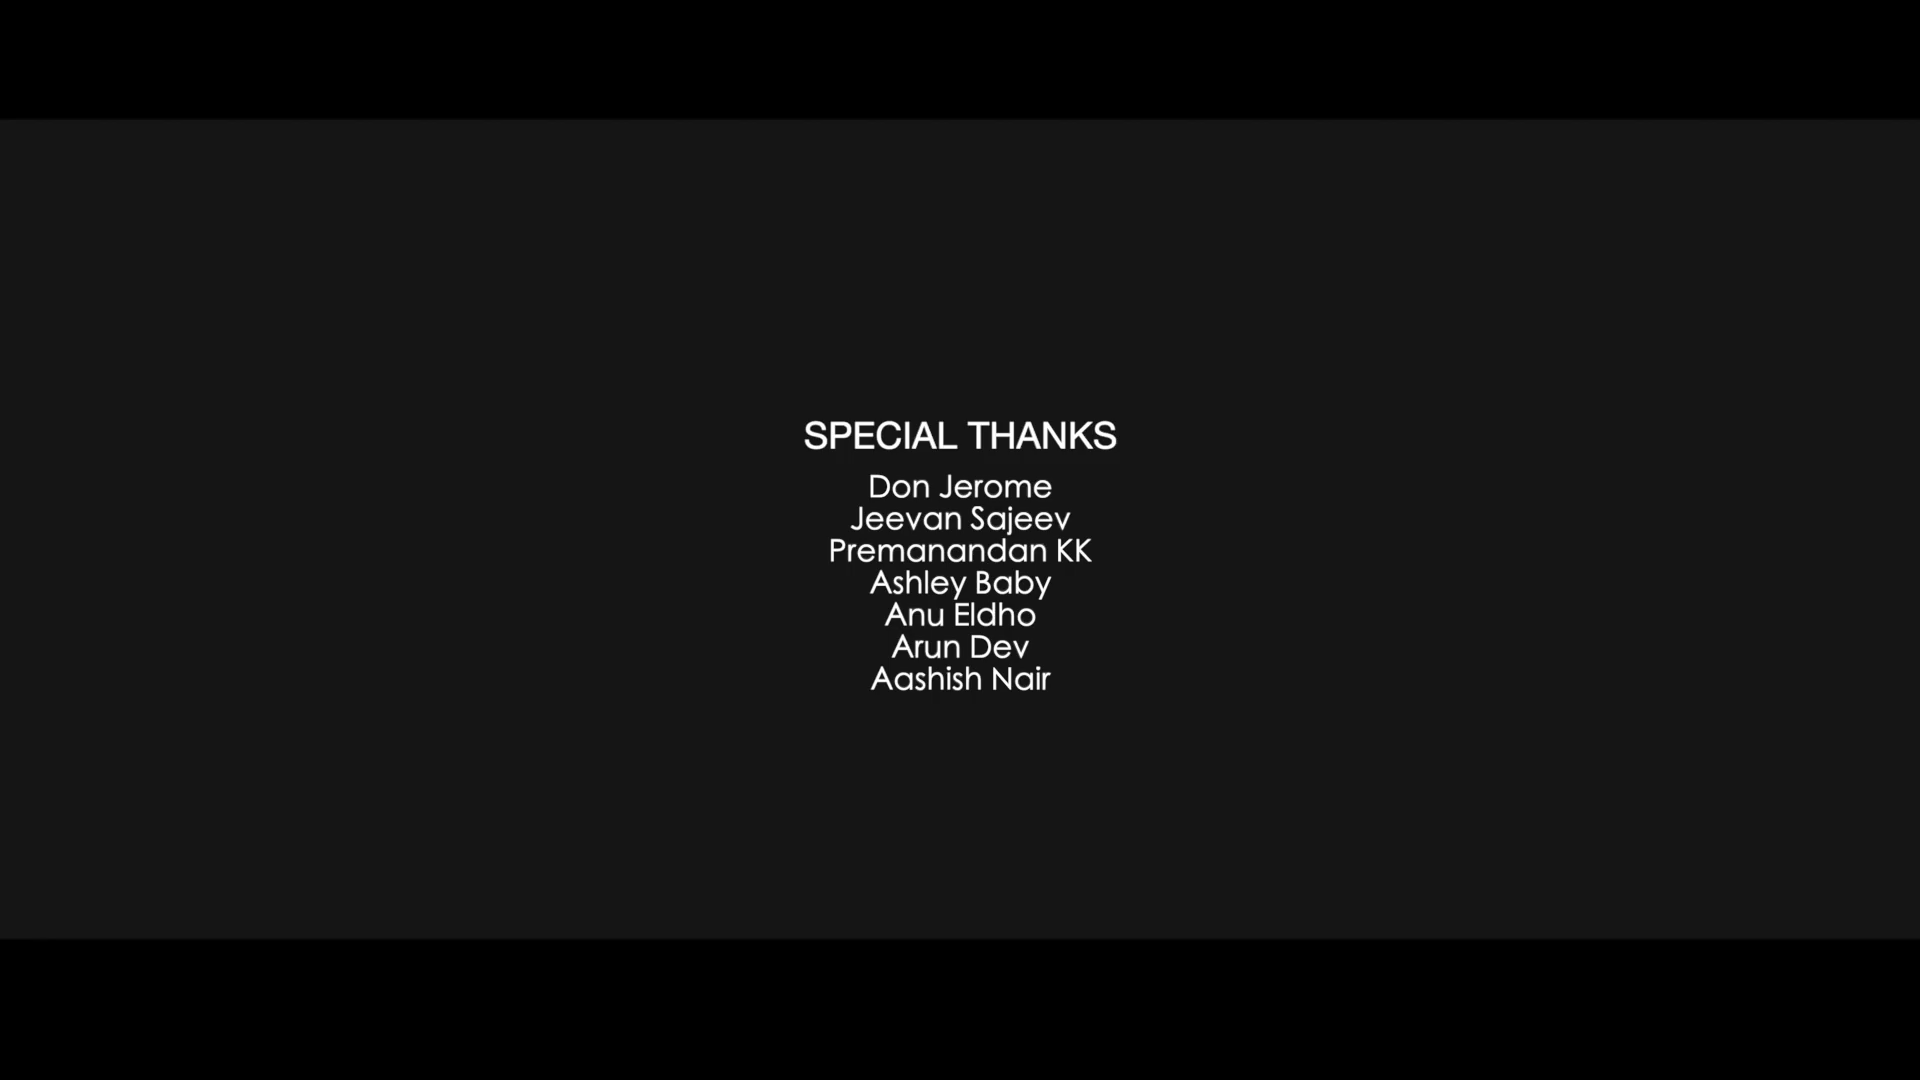 SPECIAL THANKS
Don Jerome
Jeevan Sajeev
Premanandan KK
Ashley Baby
Anu Eldho
Arun Dev
Aashish Nair